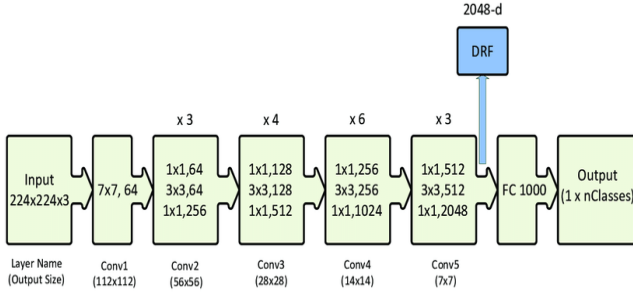 2048-d
DRF
x 3
x 4
x 6
x 3
Input
224x224x3
7x7, 64
1x1,64
3x3,64
1x1,256
1x1,128
3x3,128
1x1,512
1x1,256
3x3,256
1x1,1024
1x1,512
3x3,512
1x1,2048
FC 1000
Output
(1 x nClasses)
Layer Name
(Output Size)
Conv1
(112x112)
Conv2
(56x56)
Conv3
(28x28)
Conv4
(14x14)
Conv5
(7x7)